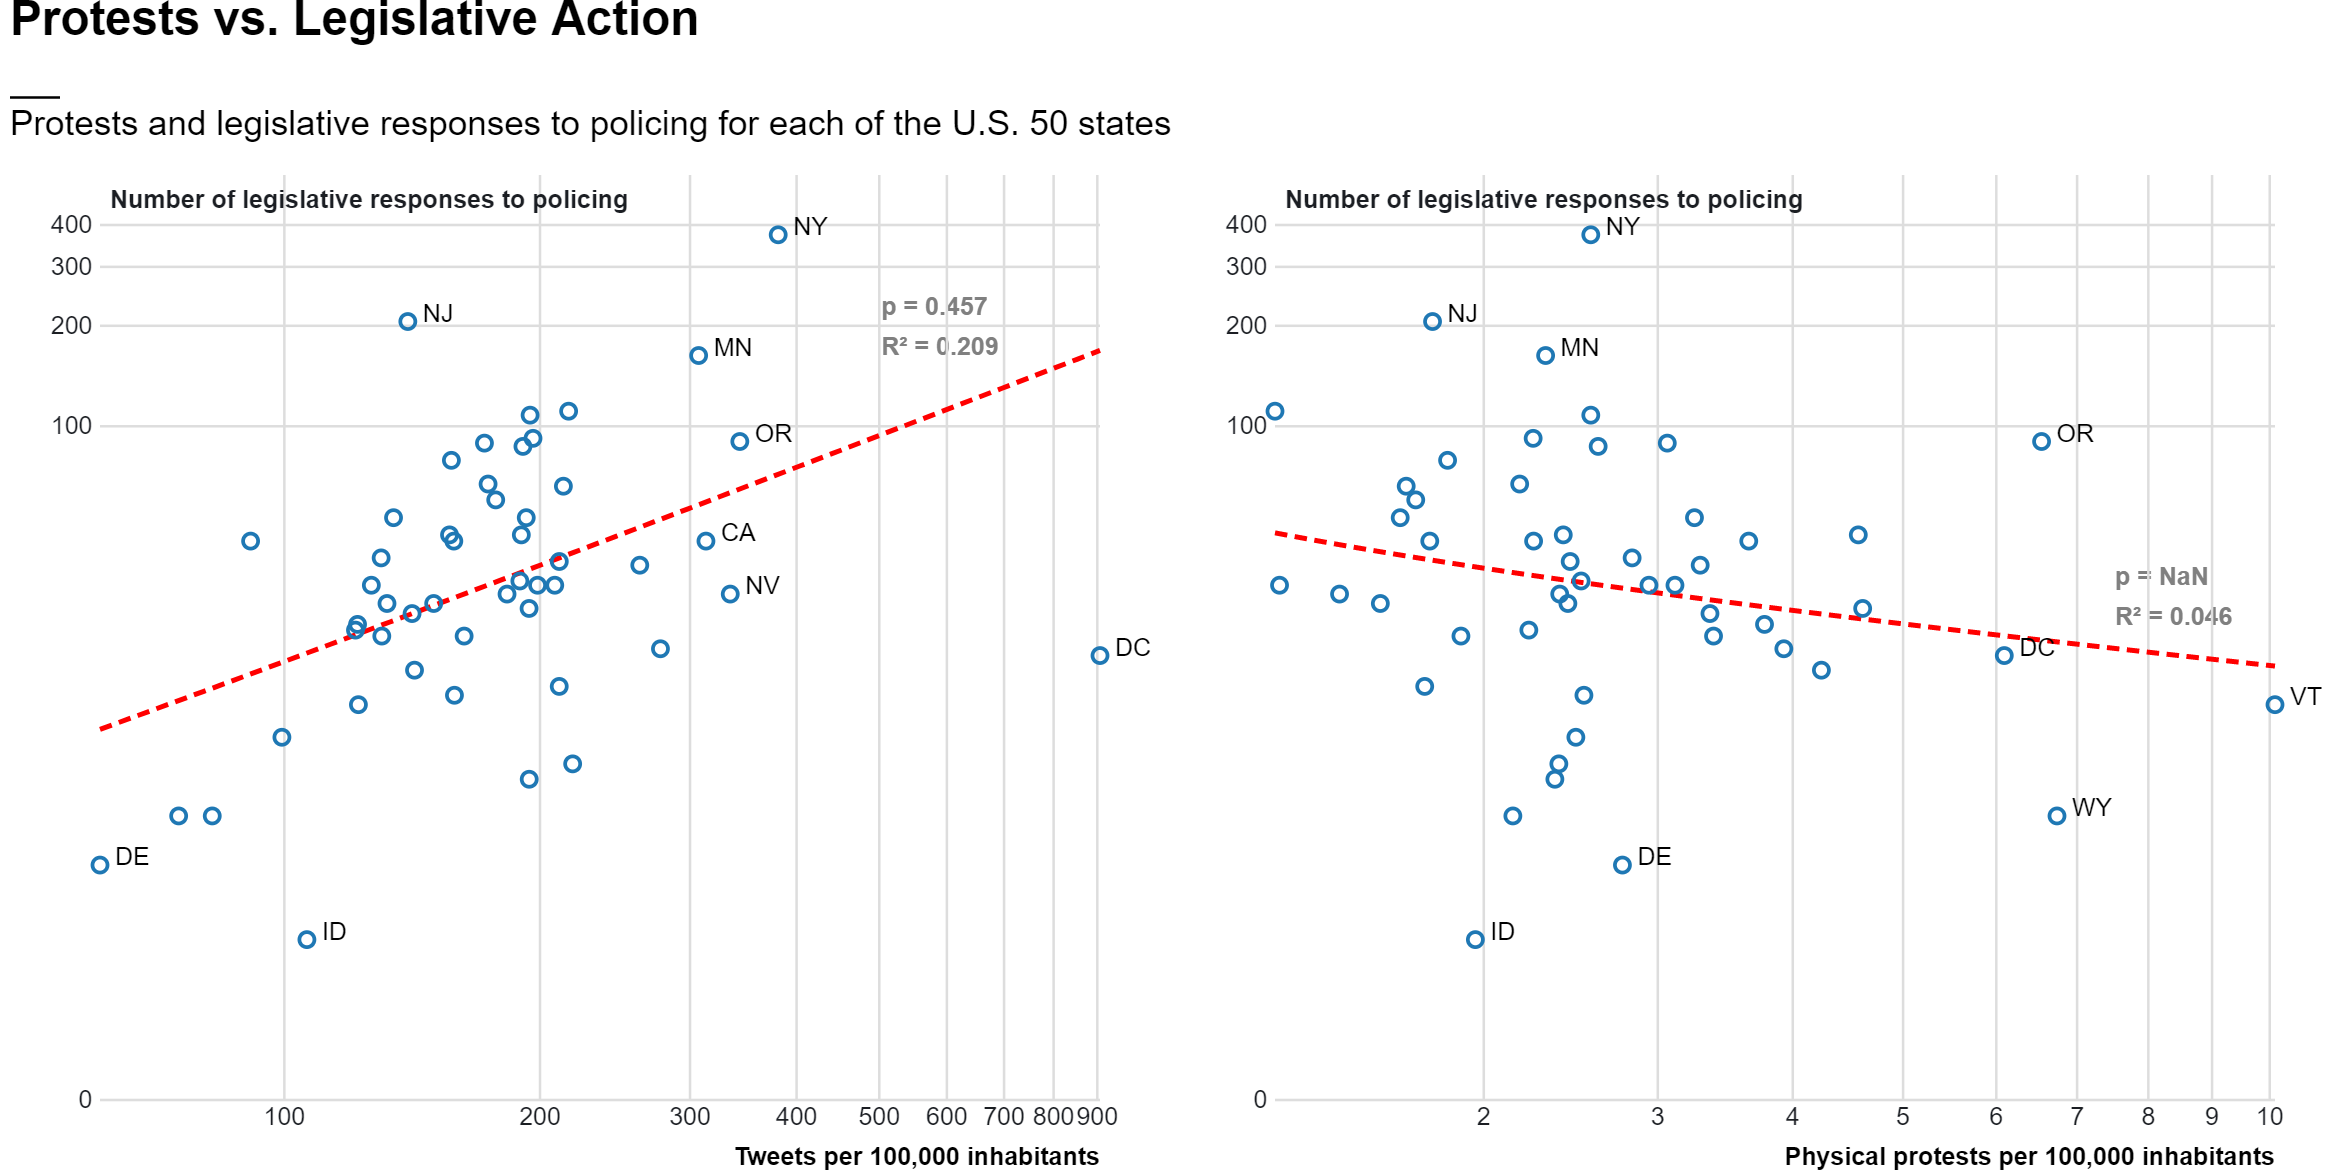 Protests vs. Legislative Action
Protests and legislative responses to policing for each of the U.S. 50 states
Number of legislative responses to policing
400
300
200
100
0
NY
NJ
MN
OR
CA
NV
DC
DE
ID
p = 0.457
R² = 0.209
100
200
300
400
500
600
700
800
900
Tweets per 100,000 inhabitants
Number of legislative responses to policing
400
300
200
100
0
NY
NJ
MN
OR
DC
VT
WY
DE
ID
p = NaN
R² = 0.046
2
3
4
5
6
7
8
9
10
Physical protests per 100,000 inhabitants